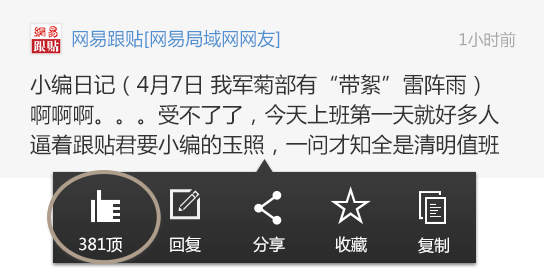 網易
跟贴
网易跟贴[网易局域网网友]
1小时前
小编日记（4月7日 我军菊部有“带絮”雷阵雨）
啊啊啊。。。受不了了，今天上班第一天就好多人
逼着跟贴君要小编的玉照，一问才知全是清明值班
381顶
回复
分享
收藏
复制